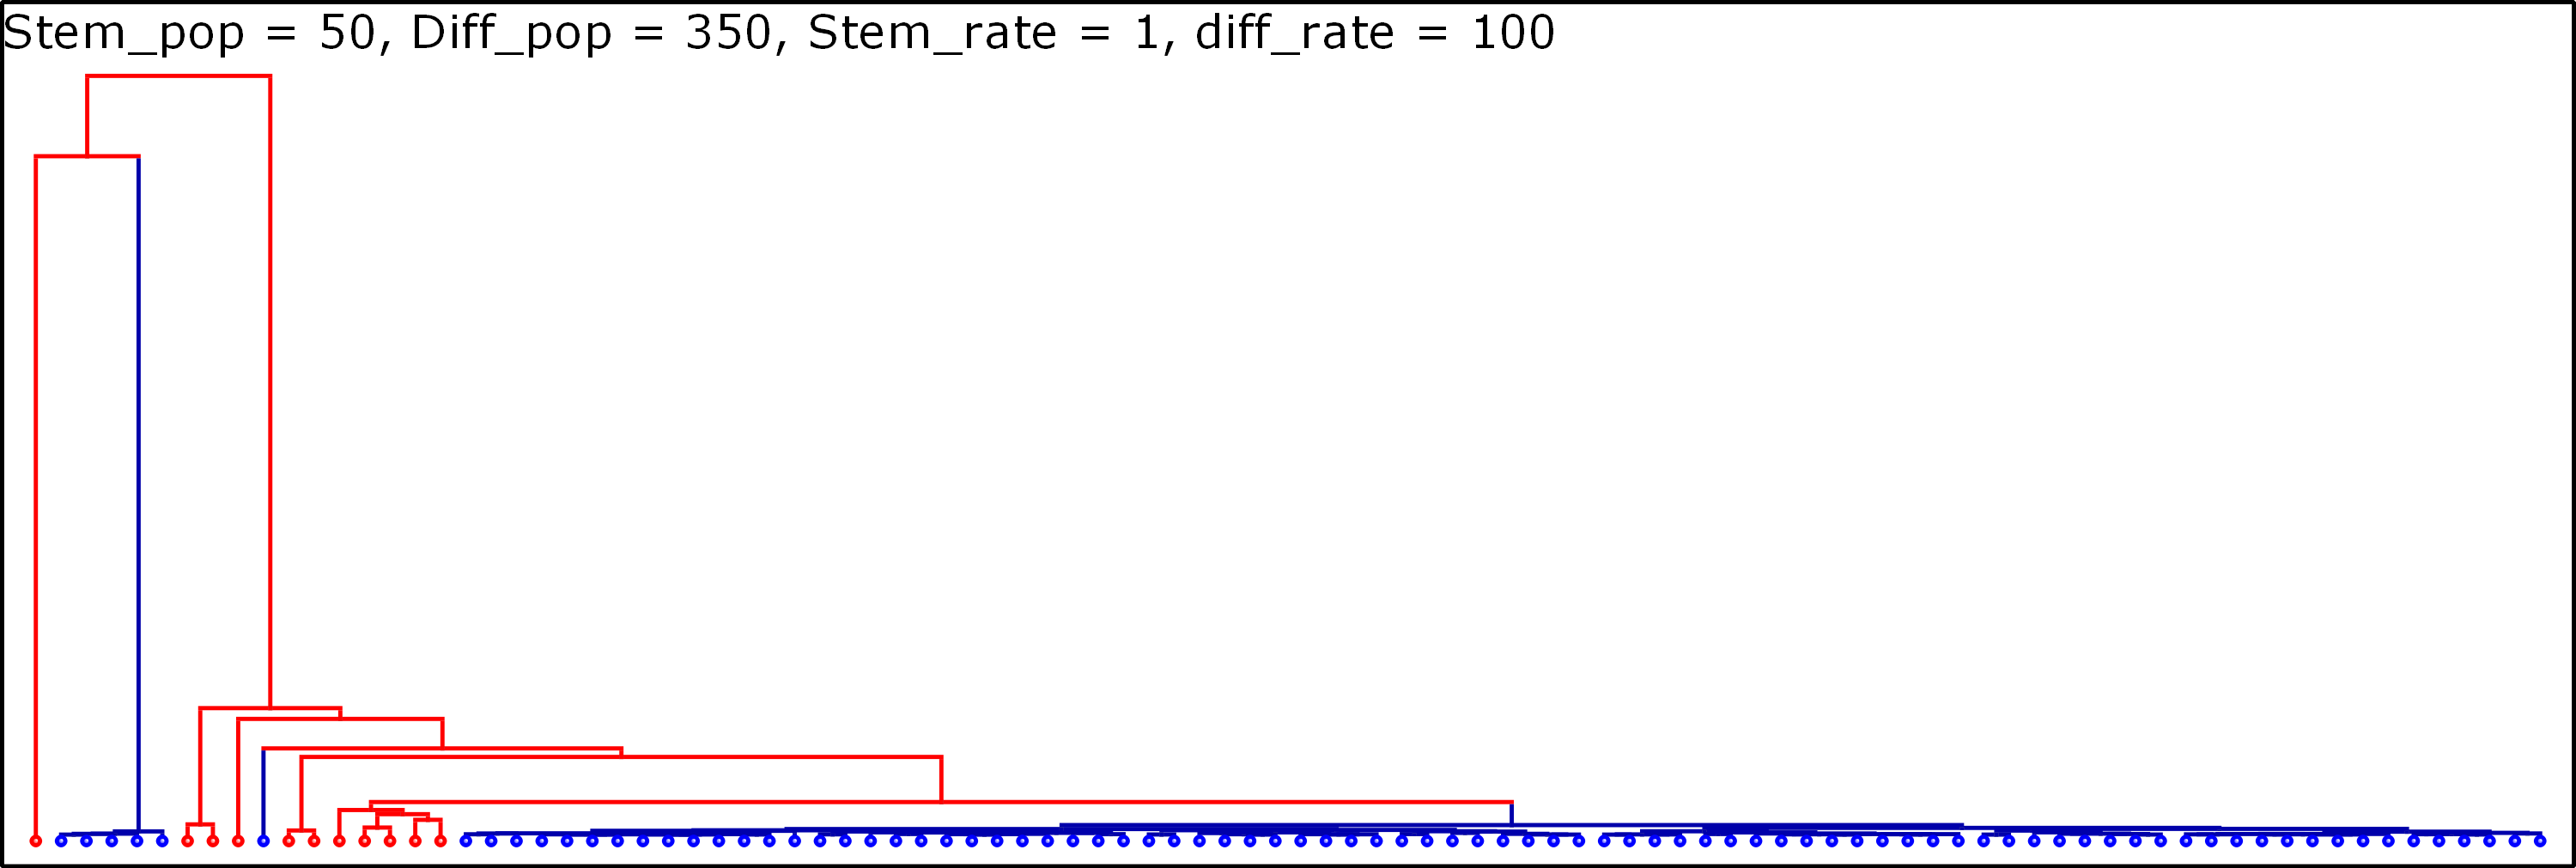 Stem_pop = 50, Diff_pop = 350, Stem_rate = 1, diff_rate = 100